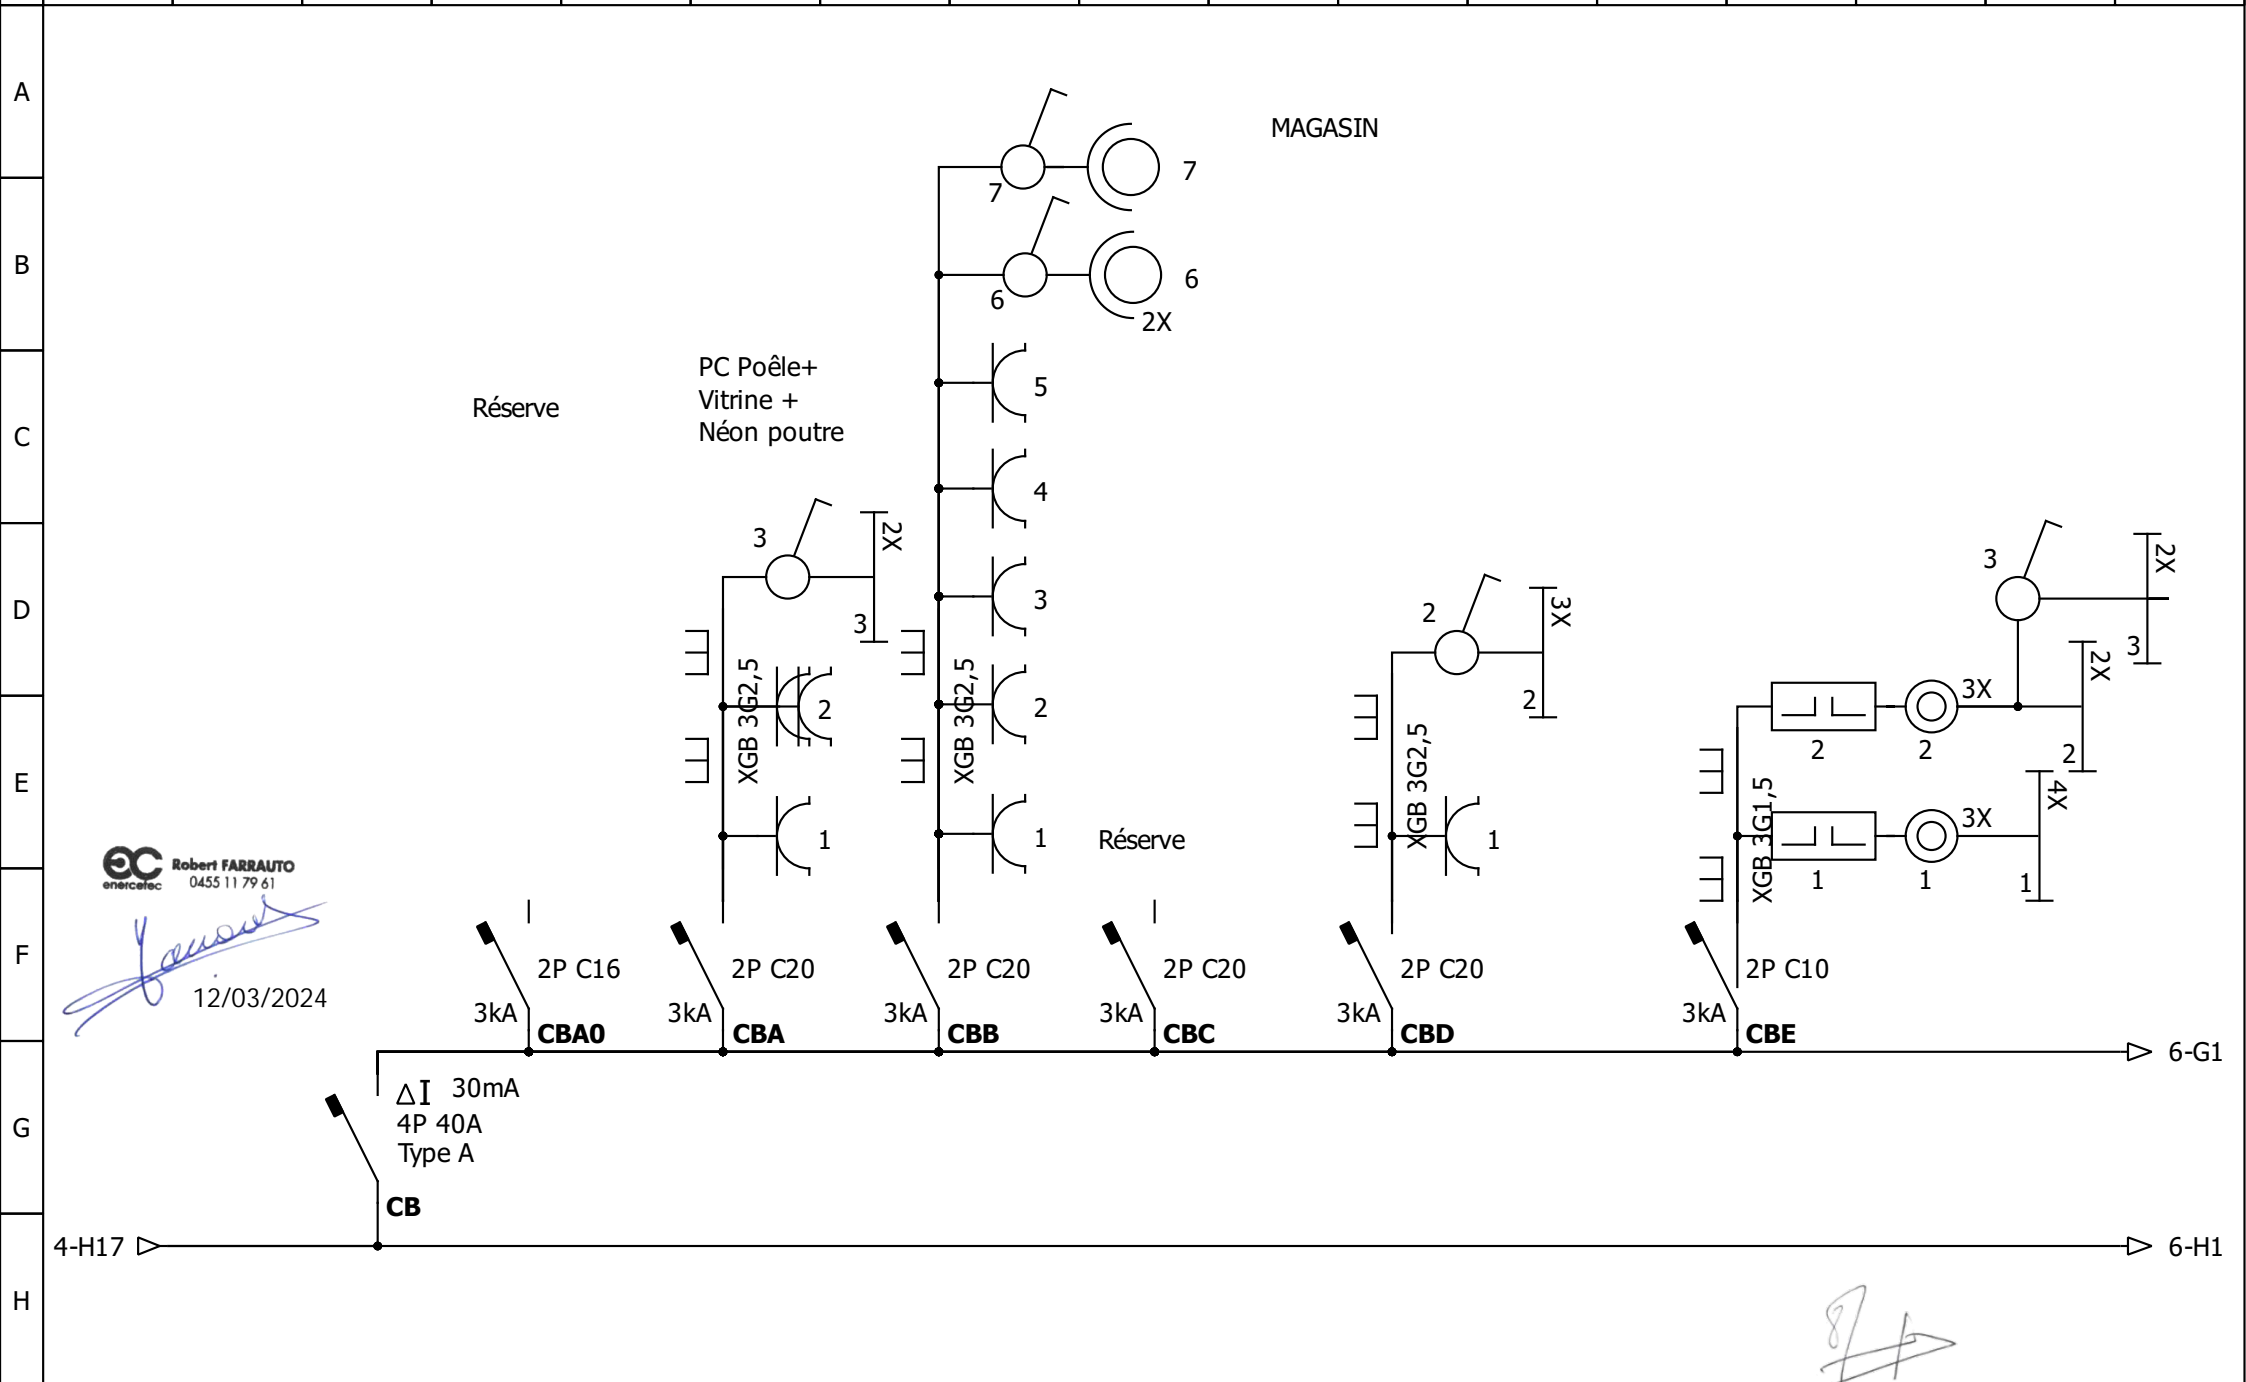 A
MAGASIN
7
7
B
6
6
2X
PC Poêle+
Vitrine +
Néon poutre
Réserve
5
C
4
3
2X
3
2X
D
3
2
3X
3
3
2X
2
3X
XGB 3G2,5
2
XGB 3G2,5
2
XGB 3G2,5
2
2
2
E
4X
3X
1
1
Réserve
1
XGB 3G1,5
1
1
1
ec
enercetec
Robert FARRAUTO
0455 11 79 61
F
12/03/2024
2P C16
2P C20
2P C20
2P C20
2P C20
2P C10
3kA
3kA
3kA
3kA
3kA
3kA
CBA0
CBA
CBB
CBC
CBD
CBE
6-G1
ΔI 30mA
4P 40A
Type A
G
CB
4-H17
6-H1
H